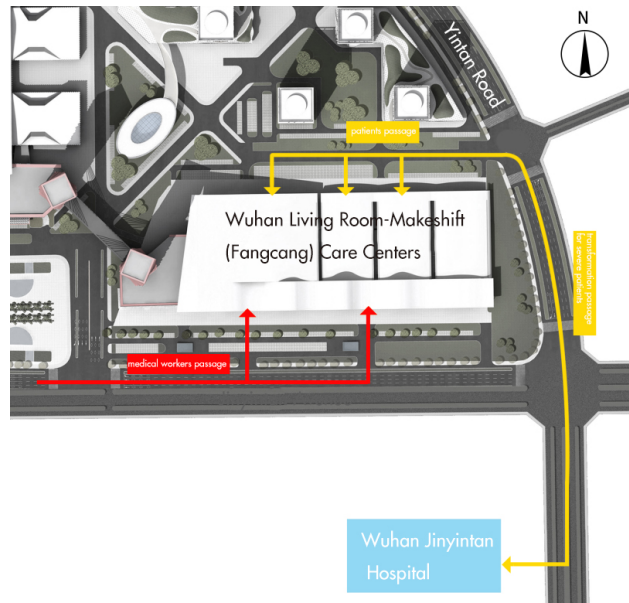 N
Yintan Road
patients passage
Wuhan Living Room-Makeshift
(Fangcang) Care Centers
transformation passage
for severe patients
medical workers passage
Wuhan Jinyintan
Hospital